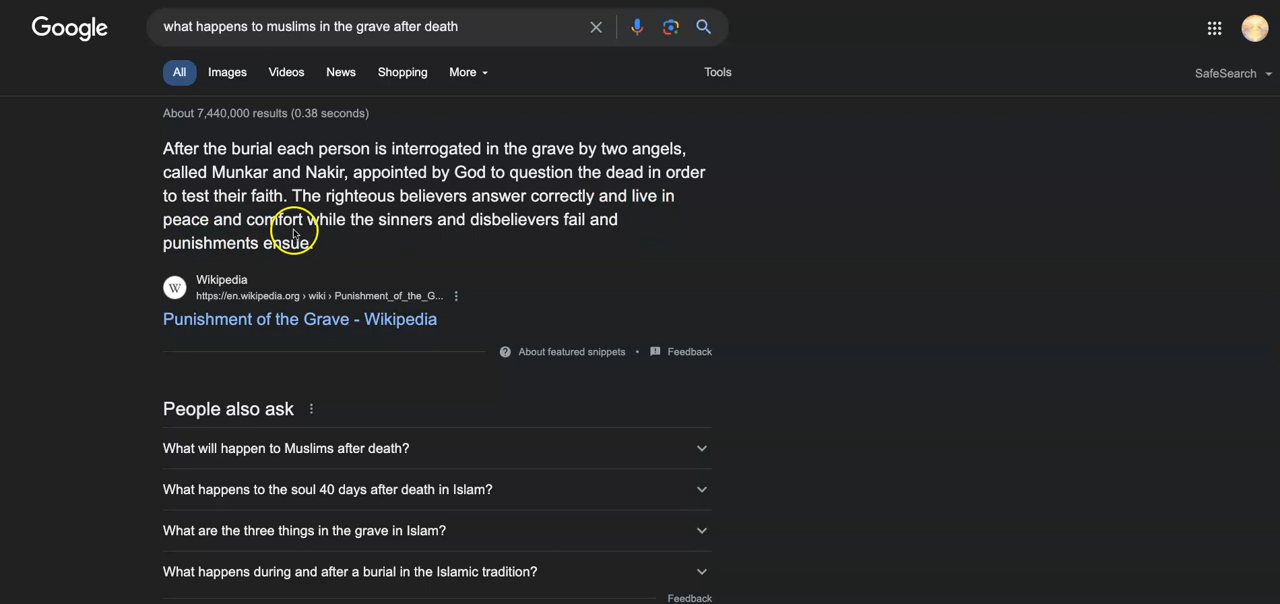 Google
what happens to muslims in the grave after death
All Images Videos News Shopping More Tools
SafeSearch
About 7,440,000 results (0.38 seconds)
After the burial each person is interrogated in the grave by two angels,
called Munkar and Nakir, appointed by God to question the dead in order
to test their faith. The righteous believers answer correctly and live in
peace and comfort while the sinners and disbelievers fail and
punishments ensue.
W
Wikipedia
https://en.wikipedia.org › wiki › Punishment_of_the_G...
Punishment of the Grave - Wikipedia
About featured snippets • Feedback
People also ask
What will happen to Muslims after death?
What happens to the soul 40 days after death in Islam?
What are the three things in the grave in Islam?
What happens during and after a burial in the Islamic tradition?
Feedback